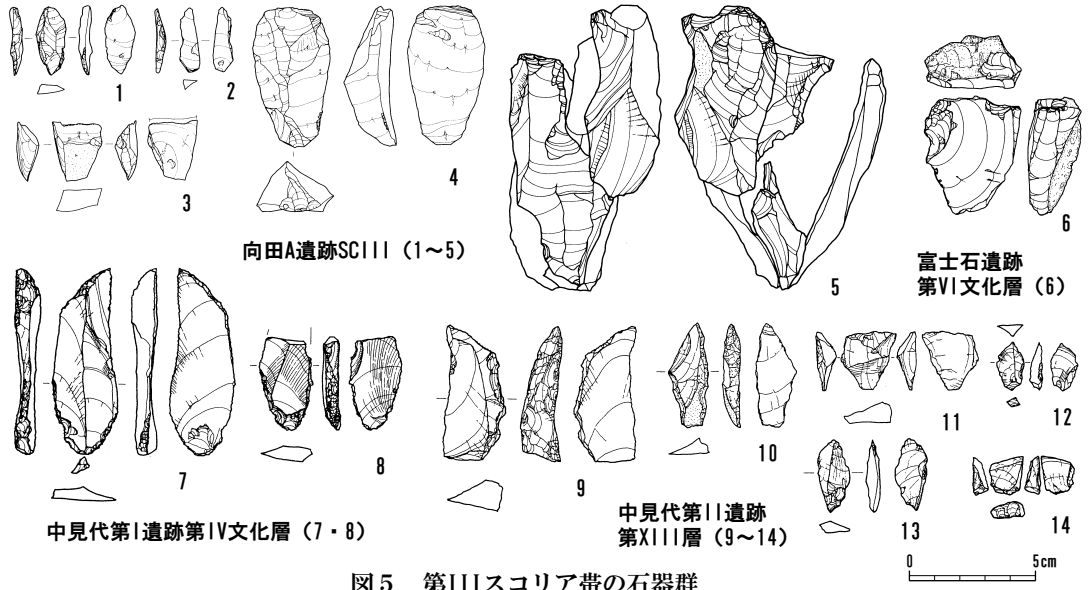 1
2
3
4
5
6
向田A遺跡SCIII（1～5）
富士石遺跡
第VI文化層（6）
7
8
9
10
11
12
13
14
中見代第I遺跡第IV文化層（7・8）
中見代第II遺跡
第XIII層（9～14）
0 5cm
図5 第IIIスコリア帯の石器群